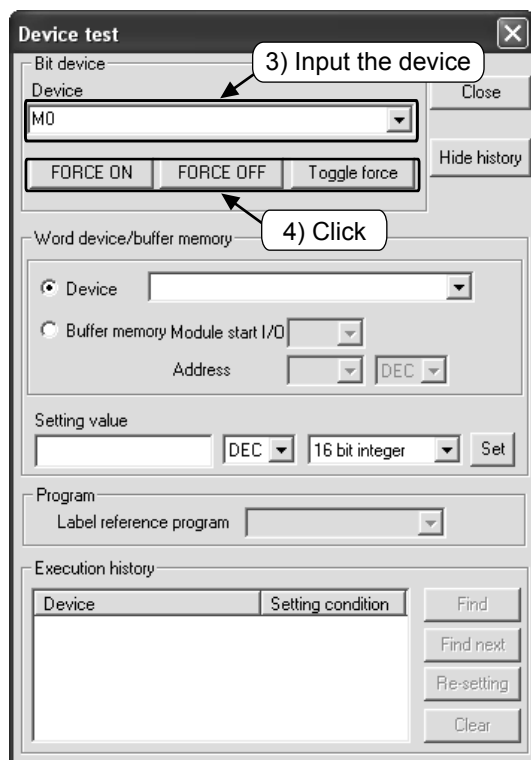 Device test
Bit device
3) Input the device
Device
Close
M0
Hide history
FORCE ON FORCE OFF Toggle force
4) Click
Word device/buffer memory
Device
Buffer memory Module start I/O
Address DEC
Setting value
DEC 16 bit integer Set
Program
Label reference program
Execution history
Device Setting condition Find
Find next
Re-setting
Clear